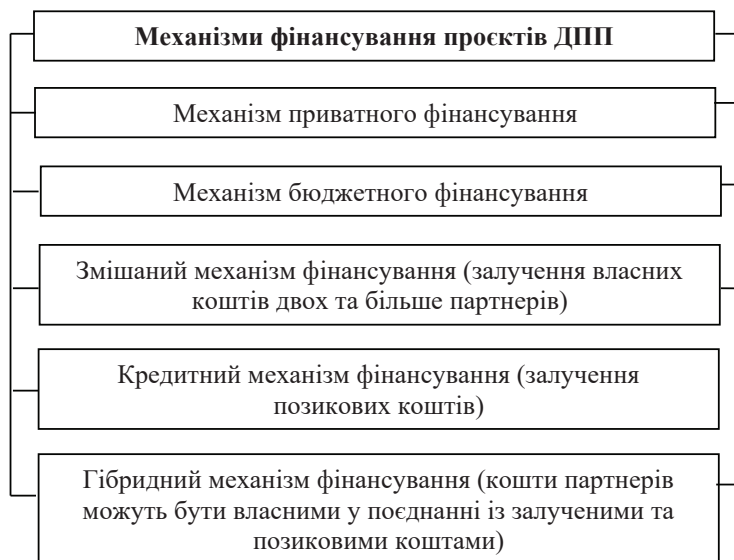 Механізми фінансування проєктів ДПП
Механізм приватного фінансування
Механізм бюджетного фінансування
Змішаний механізм фінансування (залучення власних
коштів двох та більше партнерів)
Кредитний механізм фінансування (залучення
позикових коштів)
Гібридний механізм фінансування (кошти партнерів
можуть бути власними у поєднанні із залученими та
позиковими коштами)